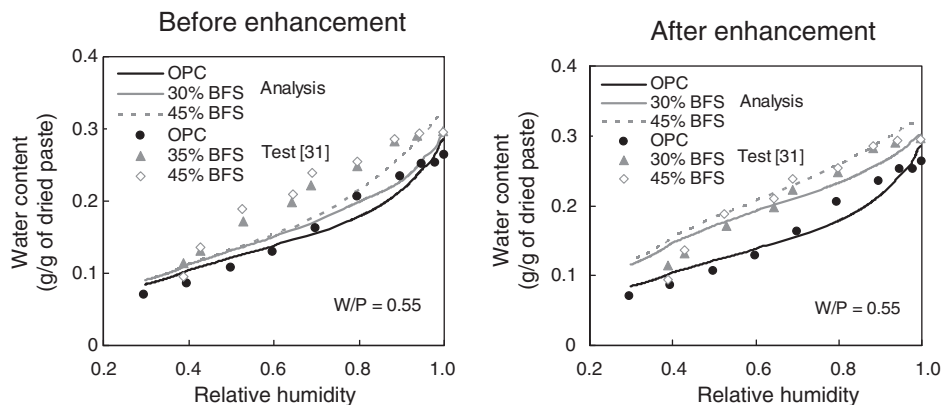 Before enhancement
0.4
0.3
0.2
0.1
0
Water content
(g/g of dried paste)
OPC
30% BFS
45% BFS
Analysis
OPC
35% BFS
45% BFS
Test [31]
W/P = 0.55
0.2
0.4
0.6
0.8
1.0
Relative humidity
After enhancement
0.4
0.3
0.2
0.1
0.0
Water content
(g/g of dried paste)
OPC
30% BFS
45% BFS
Analysis
OPC
30% BFS
45% BFS
Test [31]
W/P = 0.55
0.2
0.4
0.6
0.8
1.0
Relative humidity